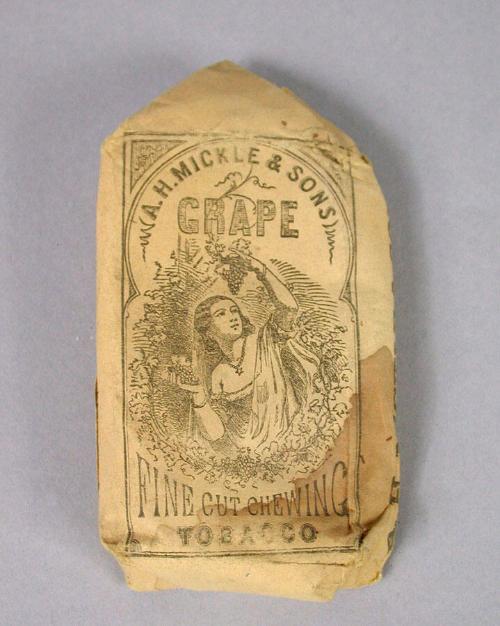 (A. H. MICKLE & SONS)
GRAPE
FINE CUT CHEWING
TOBACCO